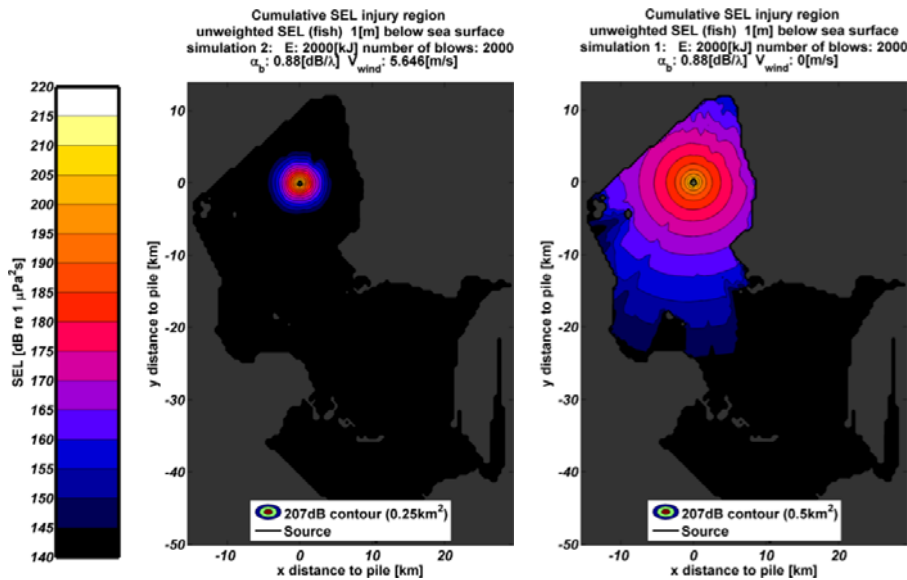 Cumulative SEL injury region
unweighted SEL (fish) 1[m] below sea surface
simulation 2: E: 2000[kJ] number of blows: 2000
α_b: 0.88[dB/λ] V_wind: 5.646[m/s]
Cumulative SEL injury region
unweighted SEL (fish) 1[m] below sea surface
simulation 1: E: 2000[kJ] number of blows: 2000
α_b: 0.88[dB/λ] V_wind: 0[m/s]
SEL [dB re 1 μPa²s]
220
215
210
205
200
195
190
185
180
175
170
165
160
155
150
145
140
y distance to pile [km]
10
0
-10
-20
-30
-40
-50
207dB contour (0.25km²)
Source
-10
0
10
20
x distance to pile [km]
y distance to pile [km]
10
0
-10
-20
-30
-40
-50
207dB contour (0.5km²)
Source
-10
0
10
20
x distance to pile [km]